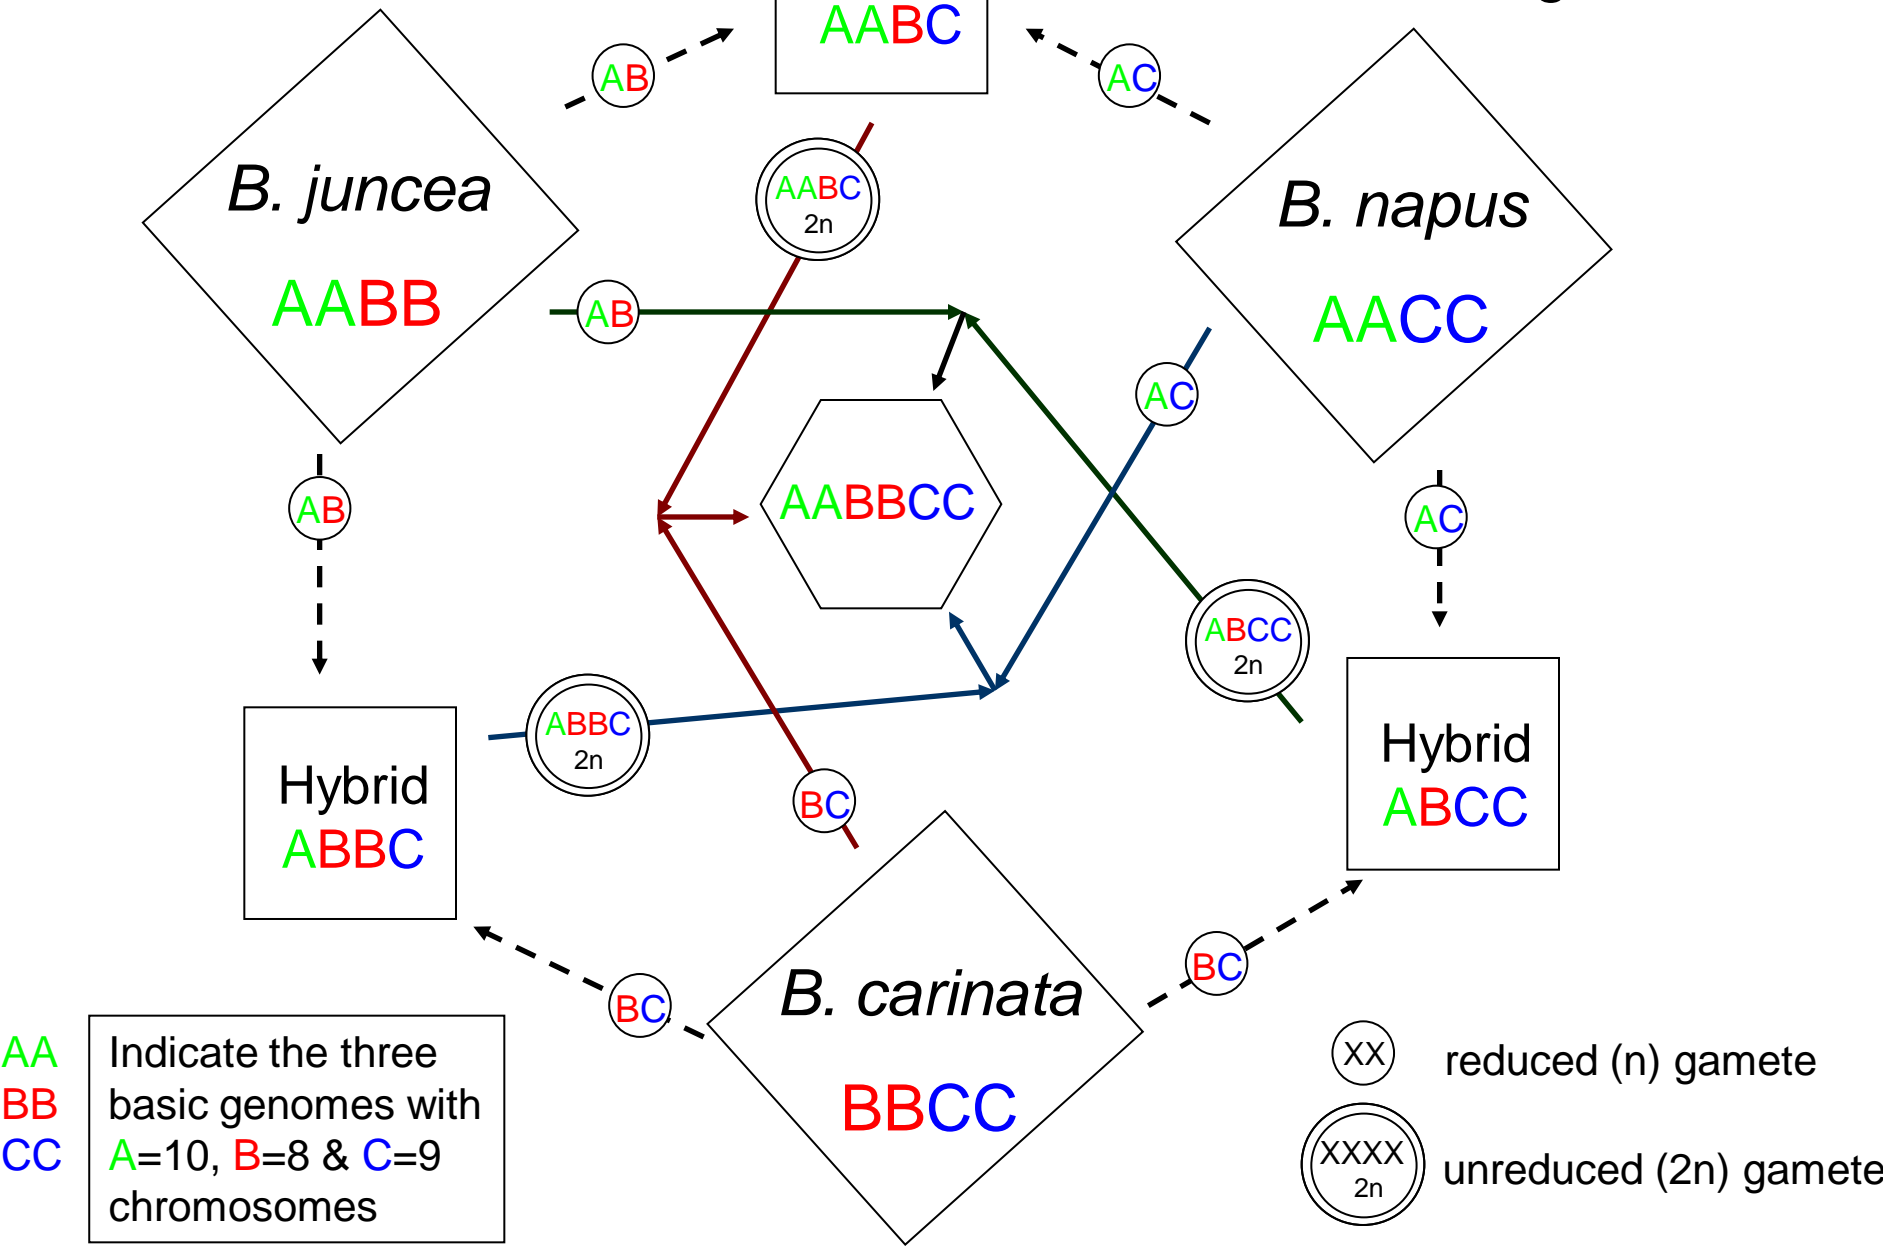 AABC
AB
AC
B. juncea
AABB
AABC
2n
B. napus
AACC
AB
AC
AABBCC
AB
AC
ABCC
2n
ABBC
2n
Hybrid
ABBC
BC
Hybrid
ABCC
B. carinata
BBCC
BC
BC
AA
BB
CC
Indicate the three
basic genomes with
A=10, B=8 & C=9
chromosomes
XX
reduced (n) gamete
XXXX
2n
unreduced (2n) gamete